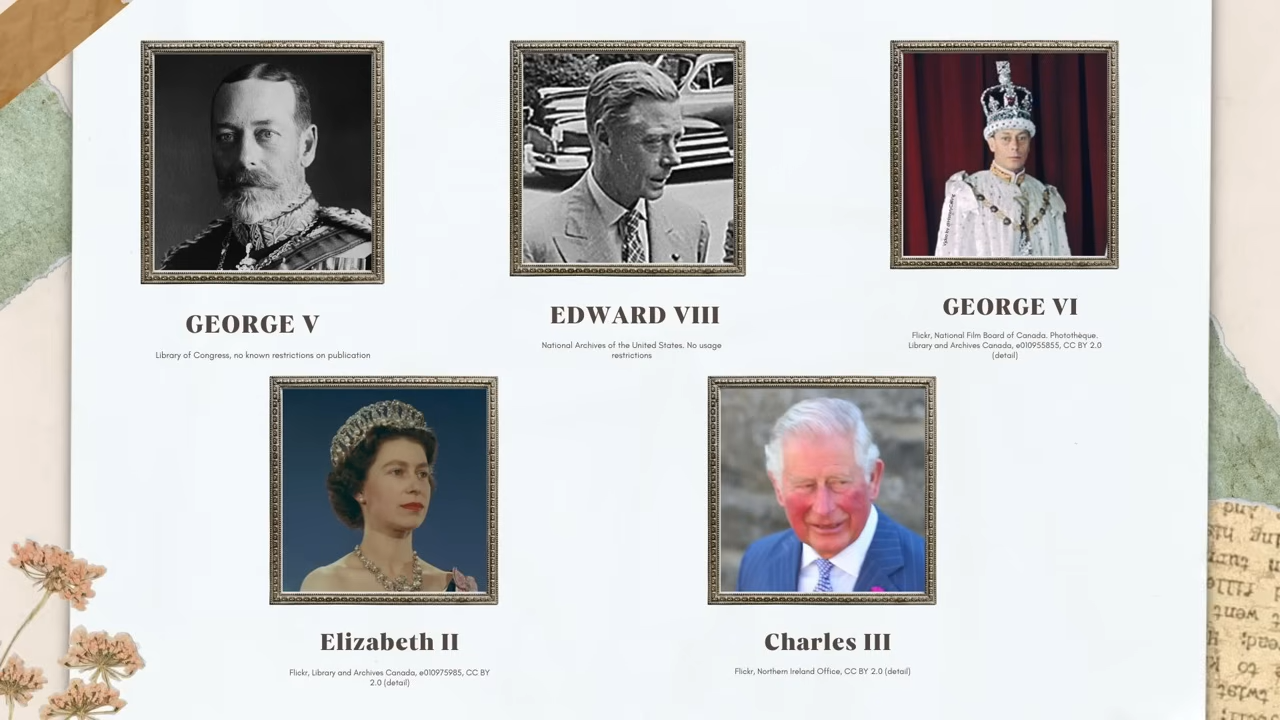 GEORGE V
Library of Congress, no known restrictions on publication
EDWARD VIII
National Archives of the United States. No usage
restrictions
GEORGE VI
Flickr, National Film Board of Canada. Photothèque.
Library and Archives Canada, e010955855, CC BY 2.0
(detail)
Elizabeth II
Flickr, Library and Archives Canada, e010975985, CC BY
2.0 (detail)
Charles III
Flickr, Northern Ireland Office, CC BY 2.0 (detail)
went
to